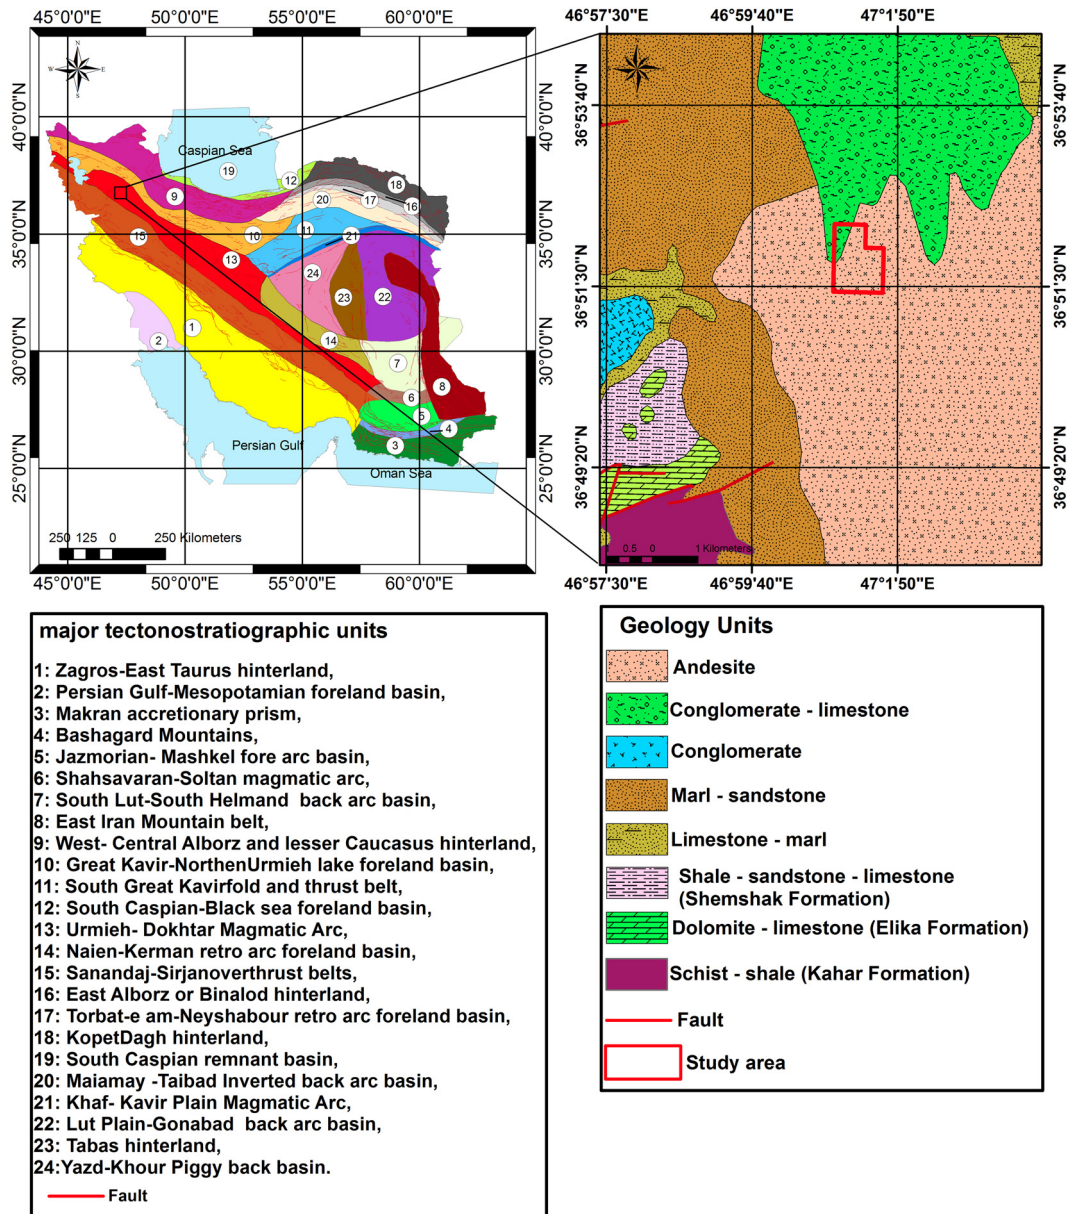 45°0'0"E 50°0'0"E 55°0'0"E 60°0'0"E
40°0'0"N
35°0'0"N
30°0'0"N
25°0'0"N
N
W E
S
Caspian Sea
19
12
18
9
20
17
16
10
11
21
15
13
24
23
22
1
2
14
7
8
6
5
4
3
Persian Gulf
Oman Sea
250 125 0 250 Kilometers
45°0'0"E 50°0'0"E 55°0'0"E 60°0'0"E
46°57'30"E 46°59'40"E 47°1'50"E
36°53'40"N 36°53'40"N
36°51'30"N 36°51'30"N
36°49'20"N 36°49'20"N
1 0.5 0 1 Kilometers
46°57'30"E 46°59'40"E 47°1'50"E
major tectonostratiographic units
1: Zagros-East Taurus hinterland,
2: Persian Gulf-Mesopotamian foreland basin,
3: Makran accretionary prism,
4: Bashagard Mountains,
5: Jazmorian- Mashkel fore arc basin,
6: Shahsavaran-Soltan magmatic arc,
7: South Lut-South Helmand back arc basin,
8: East Iran Mountain belt,
9: West- Central Alborz and lesser Caucasus hinterland,
10: Great Kavir-NorthenUrmieh lake foreland basin,
11: South Great Kavirfold and thrust belt,
12: South Caspian-Black sea foreland basin,
13: Urmieh- Dokhtar Magmatic Arc,
14: Naien-Kerman retro arc foreland basin,
15: Sanandaj-Sirjanoverthrust belts,
16: East Alborz or Binalod hinterland,
17: Torbat-e am-Neyshabour retro arc foreland basin,
18: KopetDagh hinterland,
19: South Caspian remnant basin,
20: Maiamay -Taibad Inverted back arc basin,
21: Khaf- Kavir Plain Magmatic Arc,
22: Lut Plain-Gonabad back arc basin,
23: Tabas hinterland,
24:Yazd-Khour Piggy back basin.
Fault
Geology Units
Andesite
Conglomerate - limestone
Conglomerate
Marl - sandstone
Limestone - marl
Shale - sandstone - limestone
(Shemshak Formation)
Dolomite - limestone (Elika Formation)
Schist - shale (Kahar Formation)
Fault
Study area